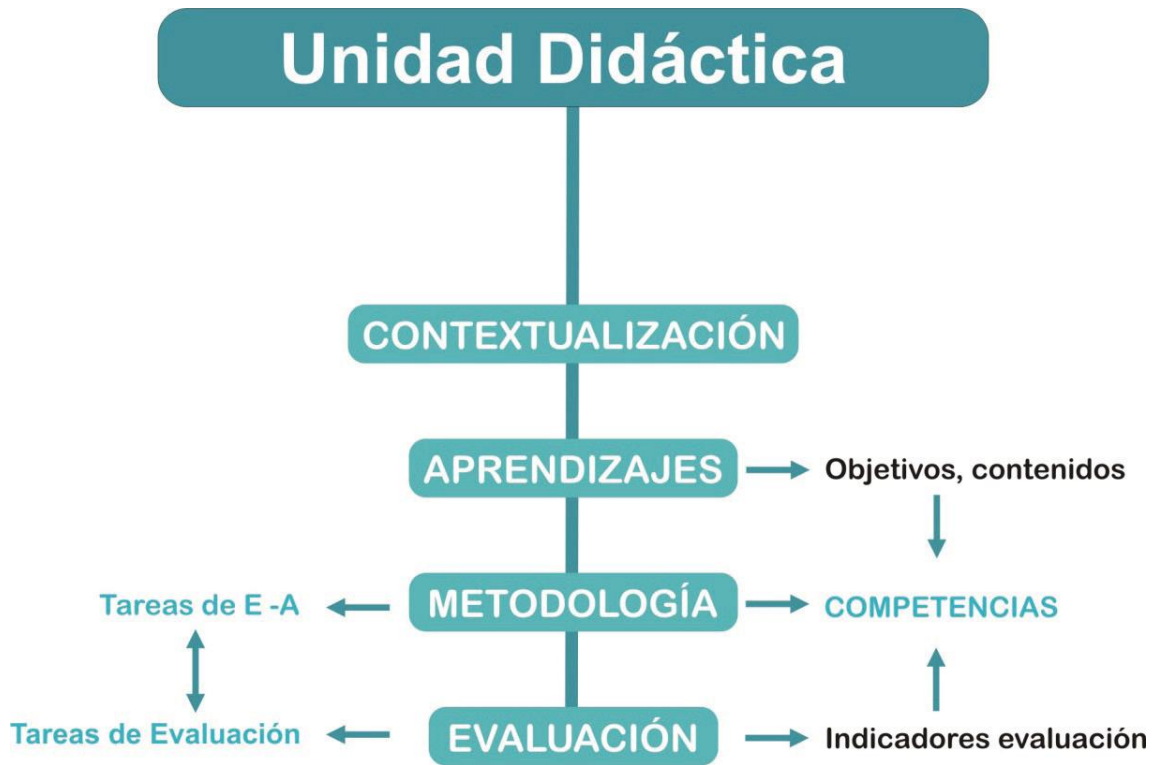 Unidad Didáctica
CONTEXTUALIZACIÓN
APRENDIZAJES
Objetivos, contenidos
Tareas de E -A
METODOLOGÍA
COMPETENCIAS
Tareas de Evaluación
EVALUACIÓN
Indicadores evaluación